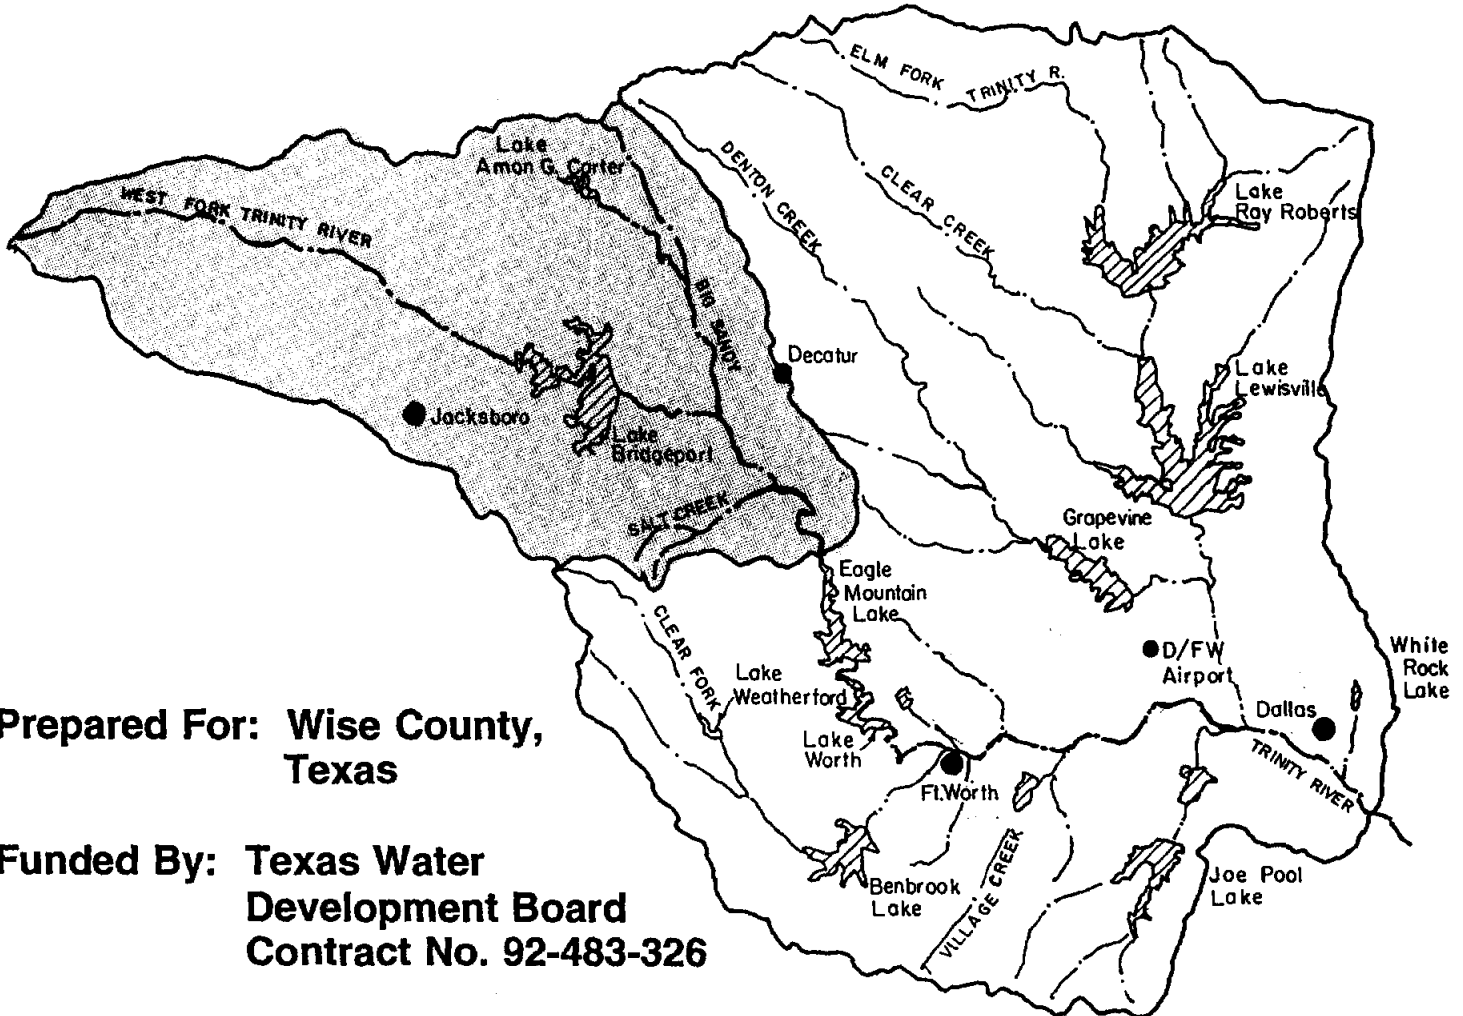 ELM FORK TRINITY R.
Lake
Amon G. Carter
DENTON CREEK
CLEAR CREEK
WEST FORK TRINITY RIVER
Lake
Ray Roberts
BIG SANDY
Decatur
Lake
Lewisville
Jacksboro
Lake
Bridgeport
SALT CREEK
Grapevine
Lake
Eagle
Mountain
Lake
CLEAR FORK
D/FW
Airport
White
Rock
Lake
Lake
Weatherford
Dallas
Lake
Worth
TRINITY RIVER
Ft.Worth
VILLAGE CREEK
Benbrook
Lake
Joe Pool
Lake
Prepared For: Wise County,
Texas
Funded By: Texas Water
Development Board
Contract No. 92-483-326